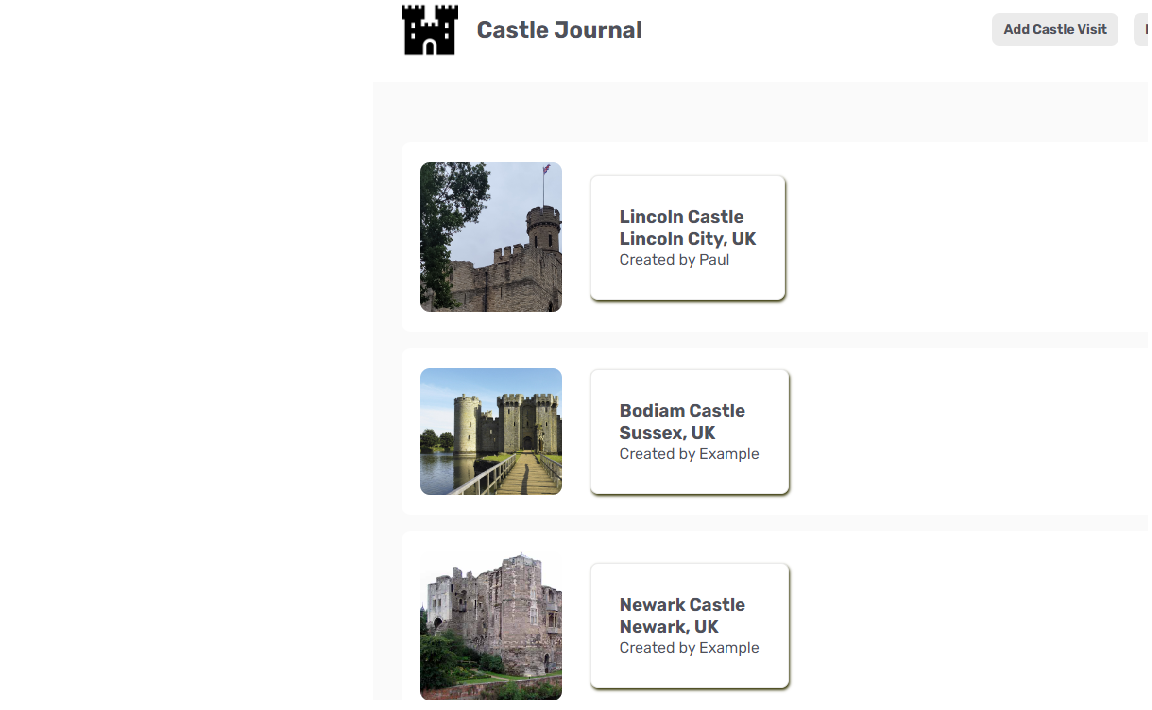 Castle Journal
Add Castle Visit
Lincoln Castle
Lincoln City, UK
Created by Paul
Bodiam Castle
Sussex, UK
Created by Example
Newark Castle
Newark, UK
Created by Example